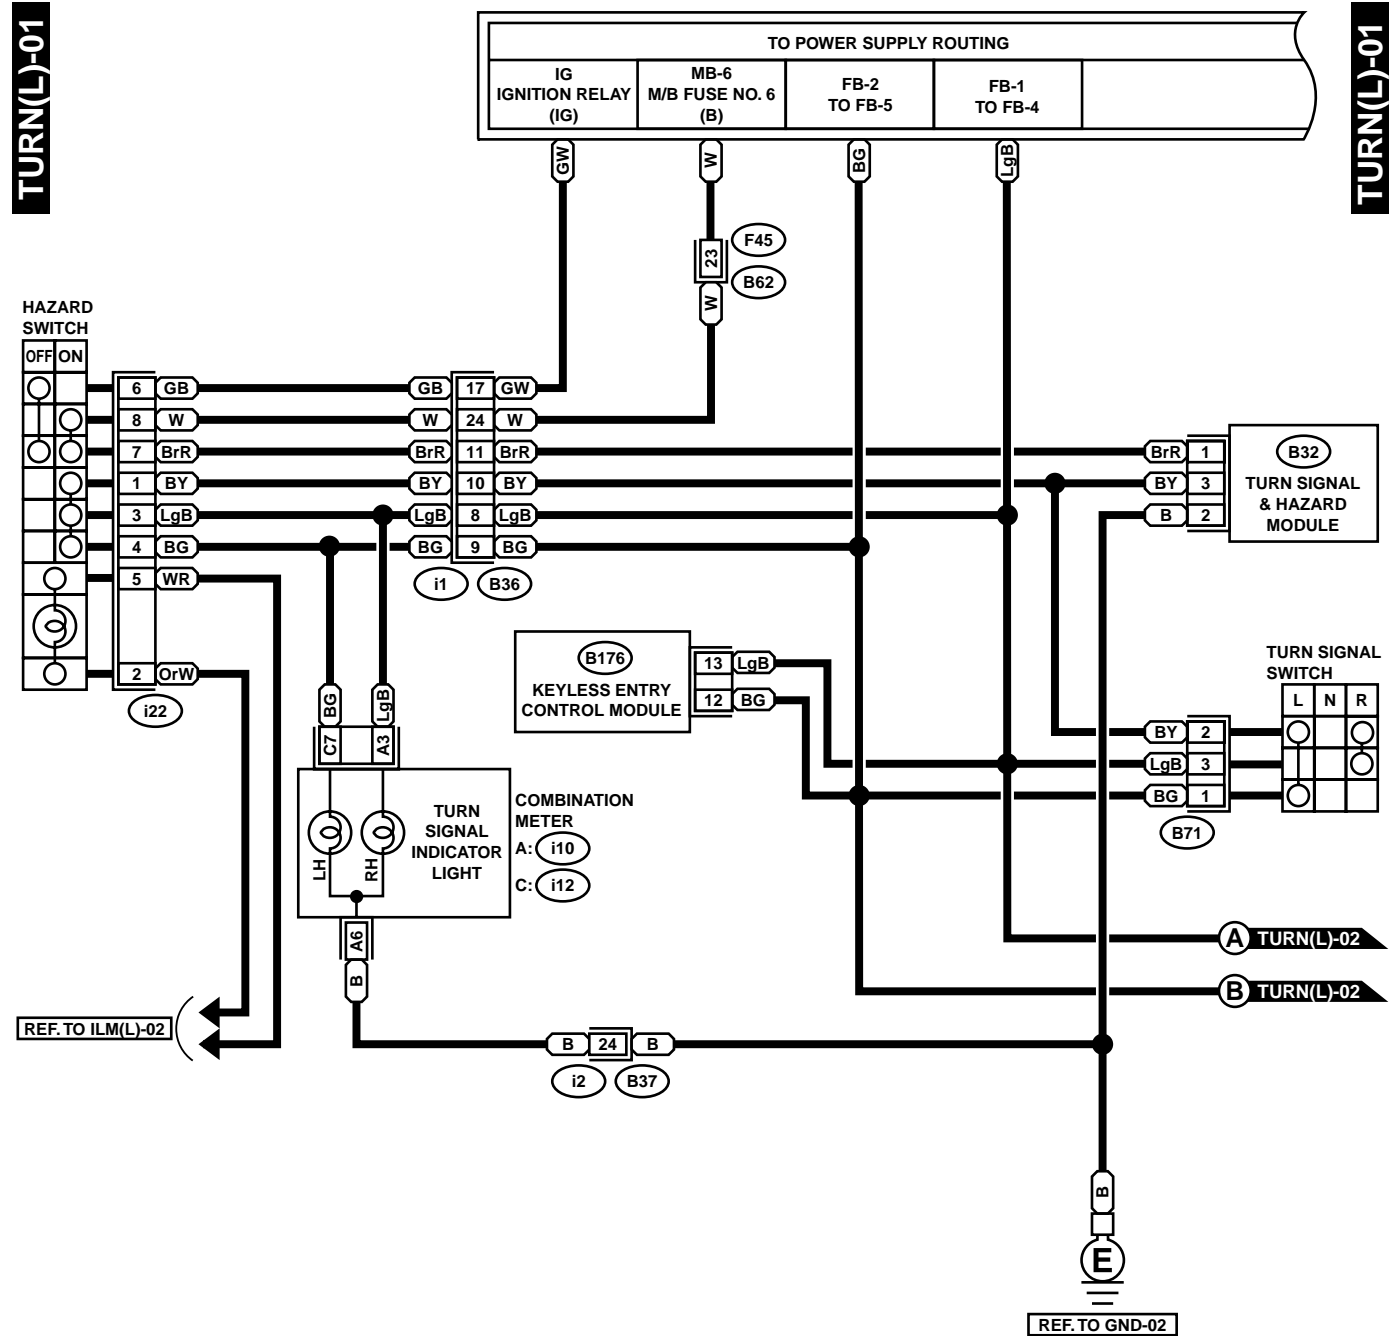 TURN(L)-01
TURN(L)-01
TO POWER SUPPLY ROUTING
IG
IGNITION RELAY
(IG)
MB-6
M/B FUSE NO. 6
(B)
FB-2
TO FB-5
FB-1
TO FB-4
GW
W
BG
LgB
23
F45
B62
W
HAZARD
SWITCH
OFF ON
6 GB GB 17 GW
8 W W 24 W
7 BrR BrR 11 BrR BrR 1
1 BY BY 10 BY BY 3
3 LgB LgB 8 LgB B 2
4 BG BG 9 BG
5 WR
2 OrW
i22
i1
B36
B32
TURN SIGNAL
& HAZARD
MODULE
B176
KEYLESS ENTRY
CONTROL MODULE
13 LgB
12 BG
TURN SIGNAL
SWITCH
L N R
BY 2
LgB 3
BG 1
B71
BG
LgB
C7
A3
LH
RH
TURN
SIGNAL
INDICATOR
LIGHT
COMBINATION
METER
A: i10
C: i12
A6
B
A TURN(L)-02
B TURN(L)-02
REF. TO ILM(L)-02
B 24 B
i2
B37
B
E
REF. TO GND-02